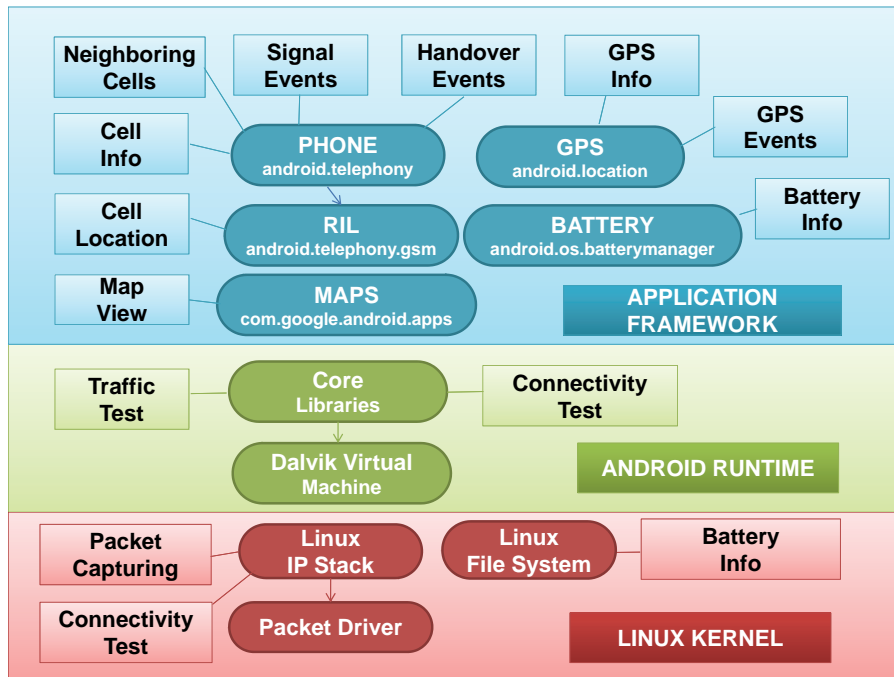 Neighboring
Cells
Signal
Events
Handover
Events
GPS
Info
GPS
Events
Cell
Info
PHONE
android.telephony
GPS
android.location
Cell
Location
RIL
android.telephony.gsm
BATTERY
android.os.batterymanager
Battery
Info
Map
View
MAPS
com.google.android.apps
APPLICATION
FRAMEWORK
Traffic
Test
Core
Libraries
Connectivity
Test
Dalvik Virtual
Machine
ANDROID RUNTIME
Packet
Capturing
Linux
IP Stack
Linux
File System
Battery
Info
Connectivity
Test
Packet Driver
LINUX KERNEL